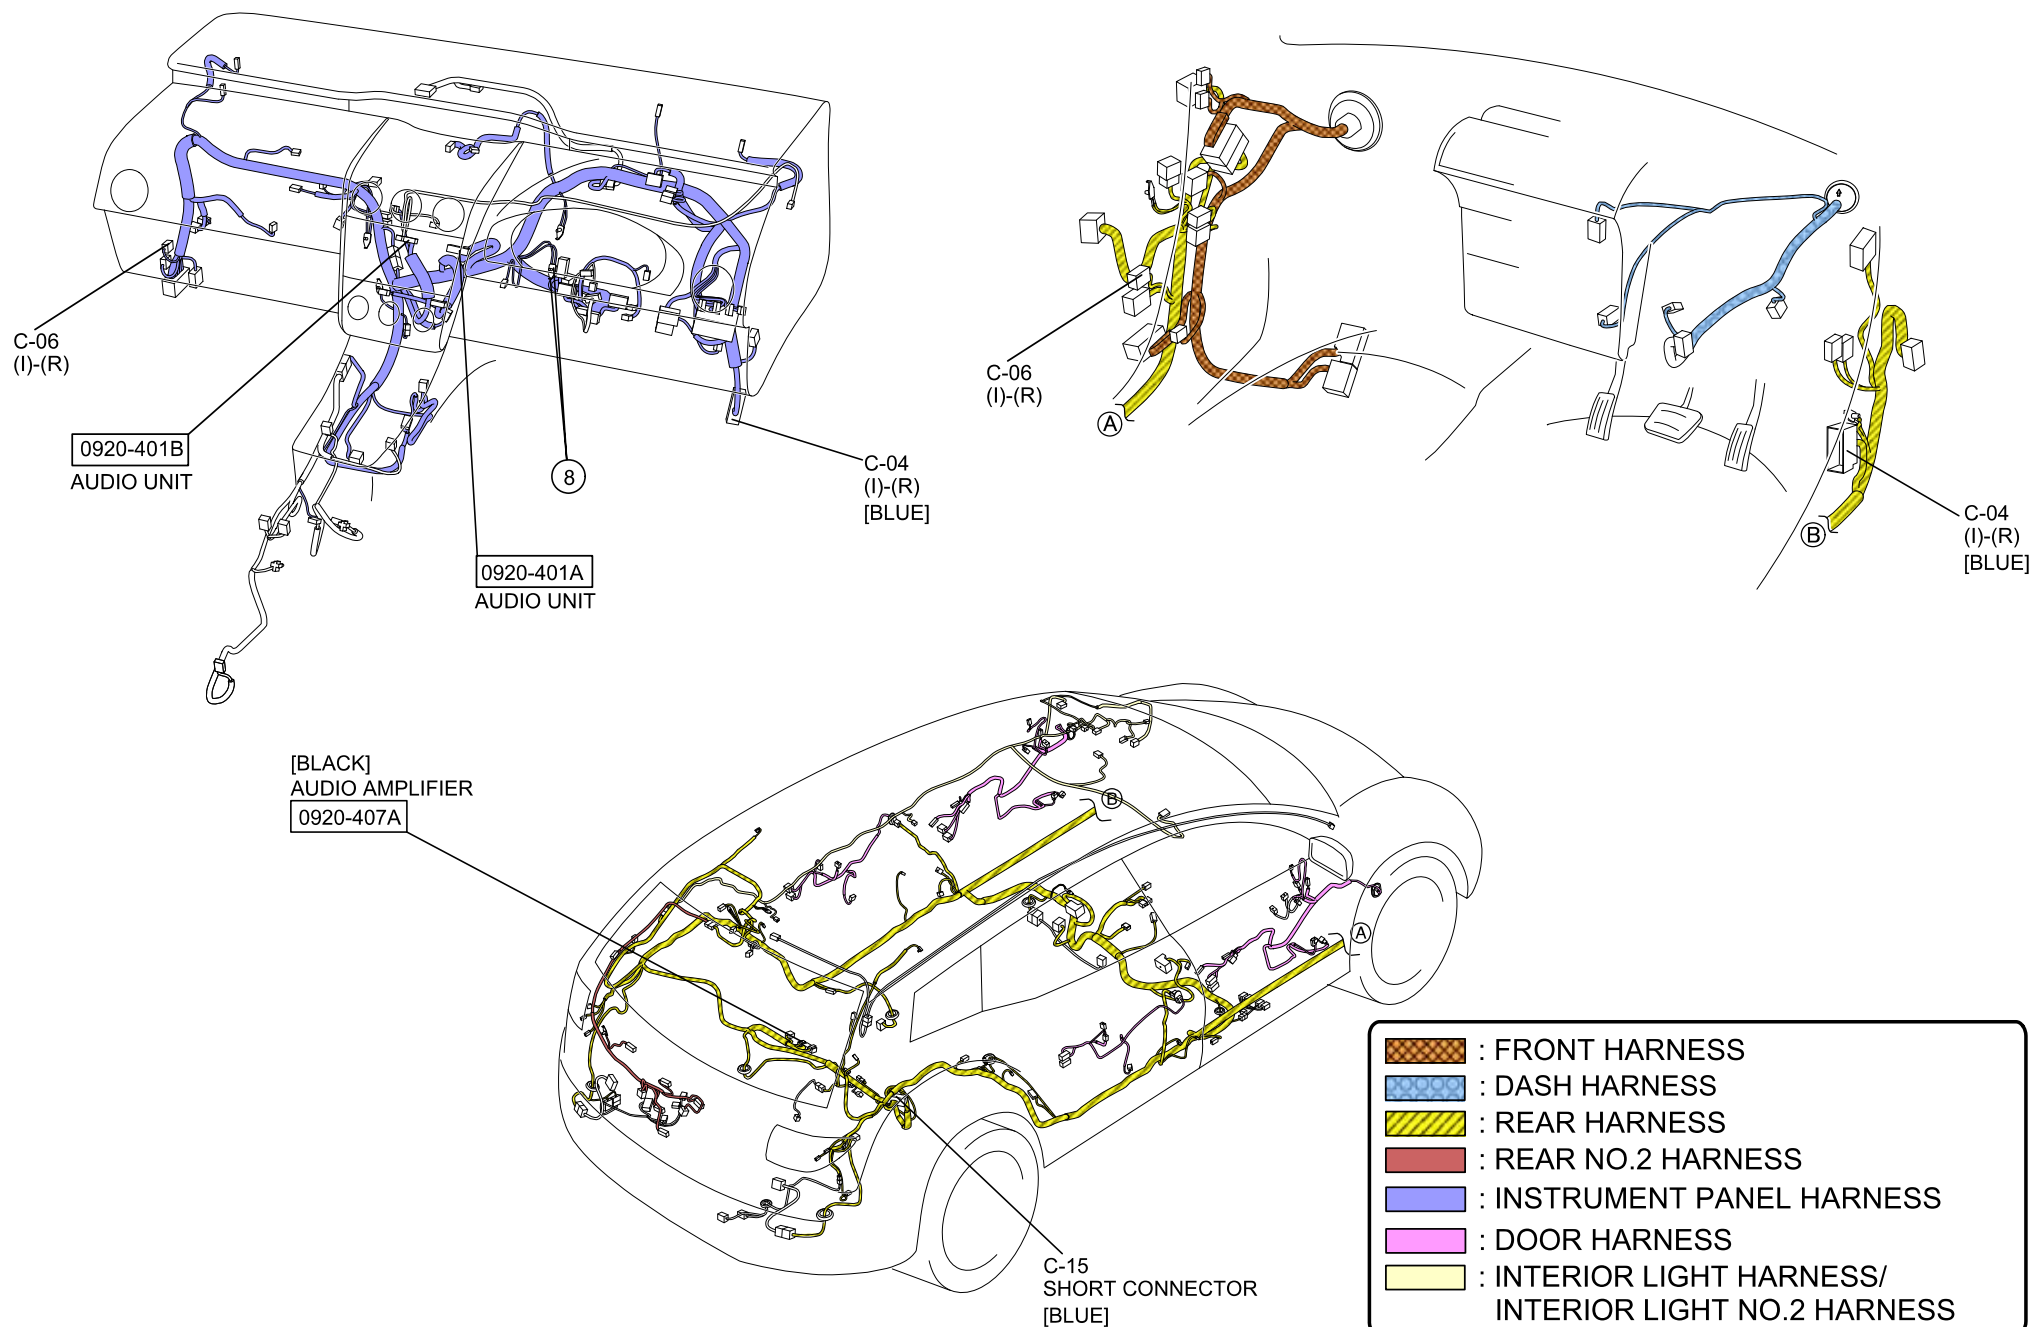 C-06
(I)-(R)
0920-401B
AUDIO UNIT
8
0920-401A
AUDIO UNIT
C-04
(I)-(R)
[BLUE]
C-06
(I)-(R)
A
B
C-04
(I)-(R)
[BLUE]
[BLACK]
AUDIO AMPLIFIER
0920-407A
B
A
C-15
SHORT CONNECTOR
[BLUE]
: FRONT HARNESS
: DASH HARNESS
: REAR HARNESS
: REAR NO.2 HARNESS
: INSTRUMENT PANEL HARNESS
: DOOR HARNESS
: INTERIOR LIGHT HARNESS/
INTERIOR LIGHT NO.2 HARNESS